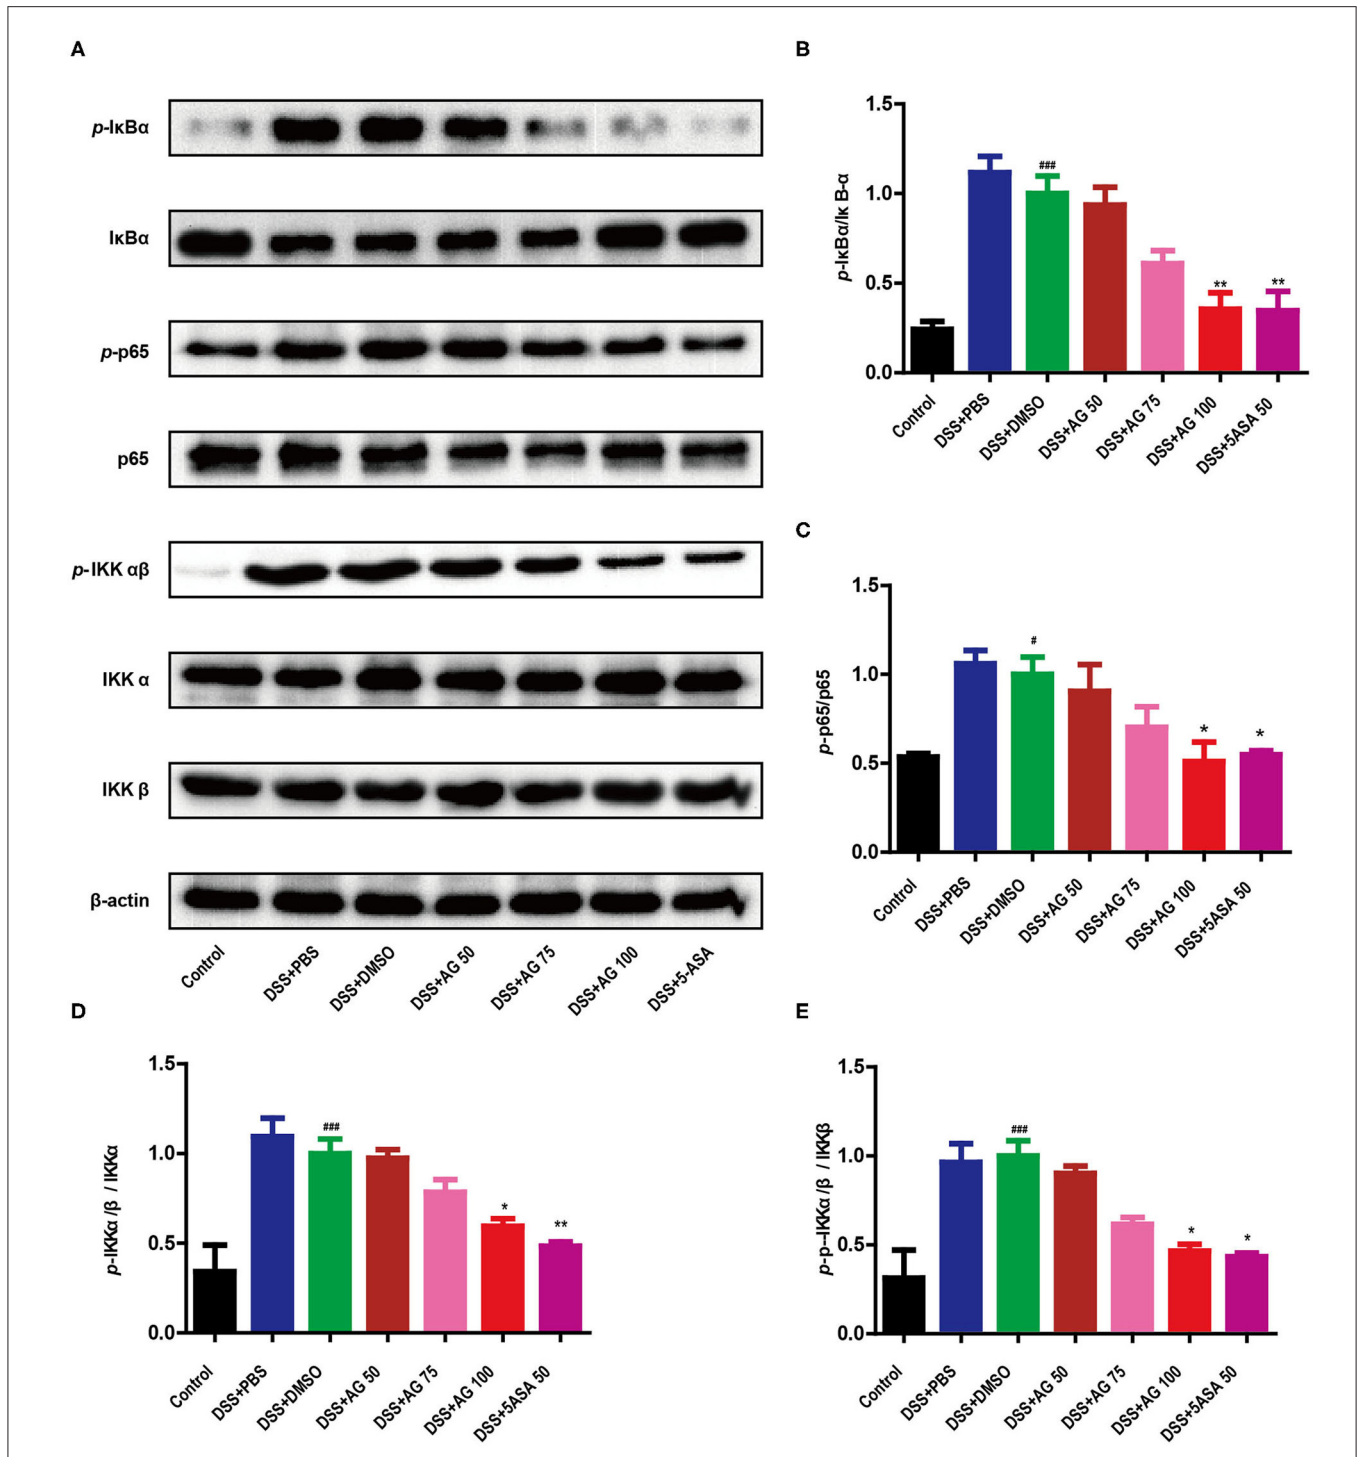 A
p-IκBα
IκBα
p-p65
p65
p-IKK αβ
IKK α
IKK β
β-actin
Control
DSS+PBS
DSS+DMSO
DSS+AG 50
DSS+AG 75
DSS+AG 100
DSS+5-ASA
B
p-IκBα/Iκ B-α
1.5
1.0
0.5
0.0
###
**
**
Control
DSS+PBS
DSS+DMSO
DSS+AG 50
DSS+AG 75
DSS+AG 100
DSS+5ASA 50
C
p-p65/p65
1.5
1.0
0.5
0.0
#
*
*
Control
DSS+PBS
DSS+DMSO
DSS+AG 50
DSS+AG 75
DSS+AG 100
DSS+5ASA 50
D
p-IKKα /β / IKKα
1.5
1.0
0.5
0.0
###
*
**
Control
DSS+PBS
DSS+DMSO
DSS+AG 50
DSS+AG 75
DSS+AG 100
DSS+5ASA 50
E
p-p--IKKα /β / IKKβ
1.5
1.0
0.5
0.0
###
*
*
Control
DSS+PBS
DSS+DMSO
DSS+AG 50
DSS+AG 75
DSS+AG 100
DSS+5ASA 50